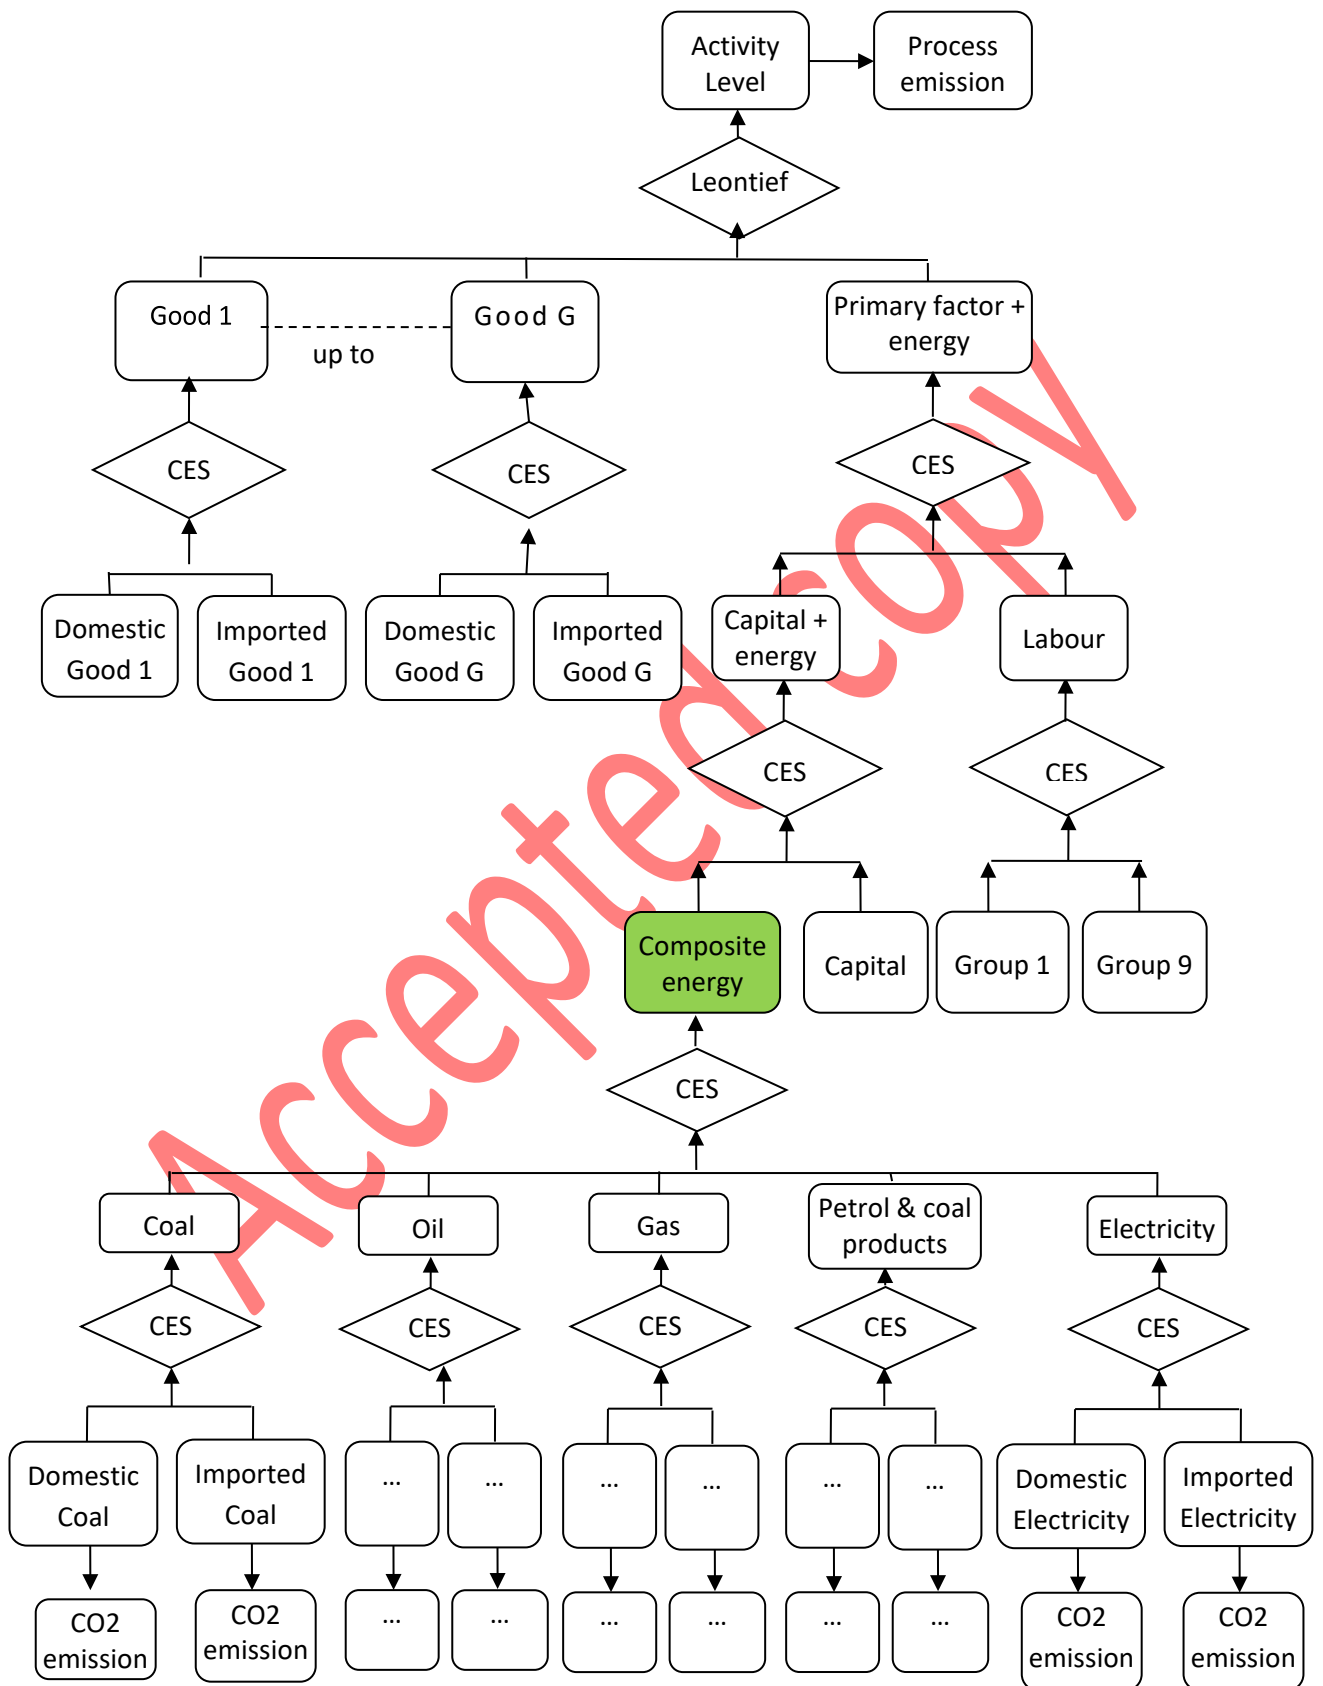 Activity
Level
Process
emission
Leontief
Good 1
up to
Good G
Primary factor +
energy
CES
CES
CES
Domestic
Good 1
Imported
Good 1
Domestic
Good G
Imported
Good G
Capital +
energy
Labour
CES
CES
Composite
energy
Capital
Group 1
Group 9
CES
Coal
Oil
Gas
Petrol & coal
products
Electricity
CES
CES
CES
CES
CES
Domestic
Coal
Imported
Coal
...
...
...
...
...
...
Domestic
Electricity
Imported
Electricity
CO2
emission
CO2
emission
...
...
...
...
...
...
CO2
emission
CO2
emission
Accepted copy